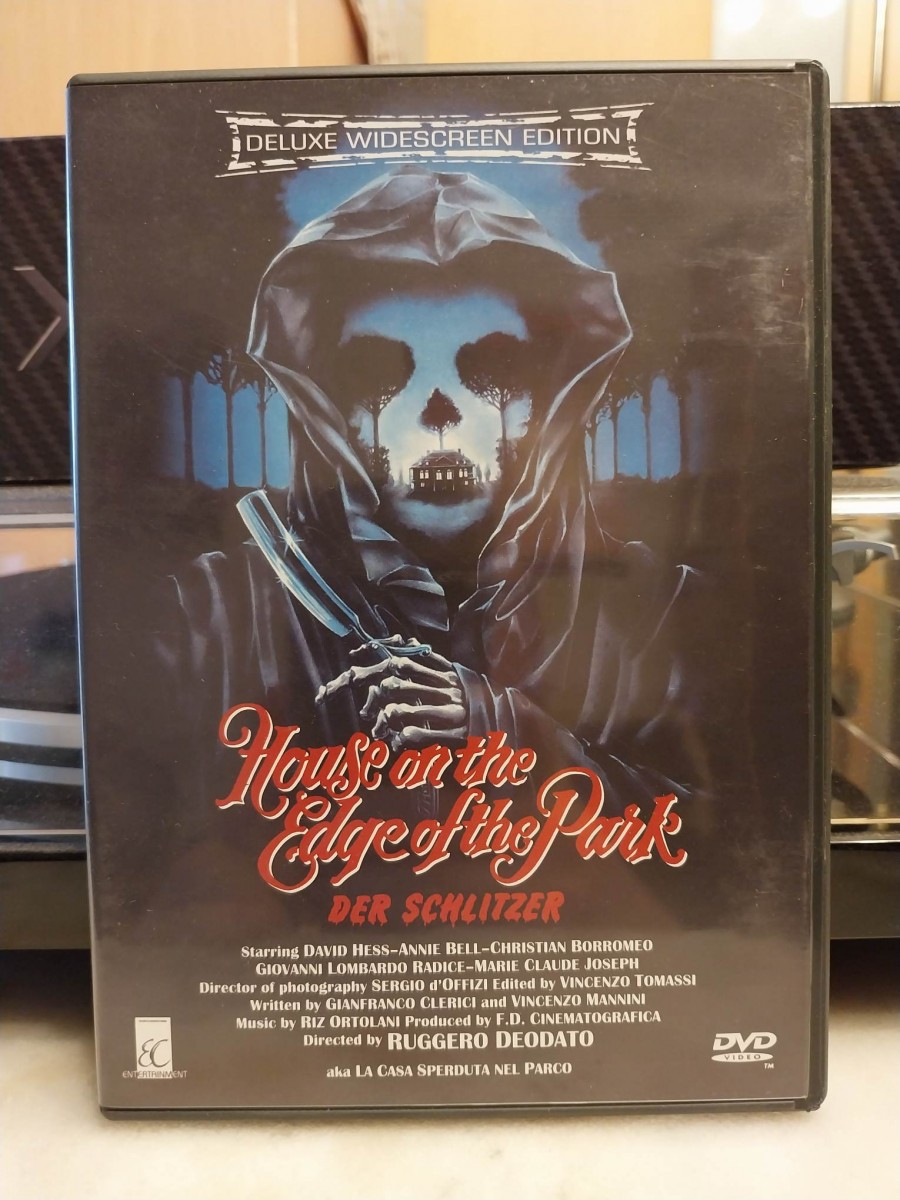 DELUXE WIDESCREEN EDITION
House on the
Edge of the Park
DER SCHLITZER
Starring DAVID HESS-ANNIE BELL-CHRISTIAN BORROMEO
GIOVANNI LOMBARDO RADICE-MARIE CLAUDE JOSEPH
Director of photography SERGIO d'OFFIZI Edited by VINCENZO TOMASSI
Written by GIANFRANCO CLERICI and VINCENZO MANNINI
Music by RIZ ORTOLANI Produced by F.D. CINEMATOGRAFICA
Directed by RUGGERO DEODATO
aka LA CASA SPERDUTA NEL PARCO
EC
ENTERTAINMENT
DVD
VIDEO
TM